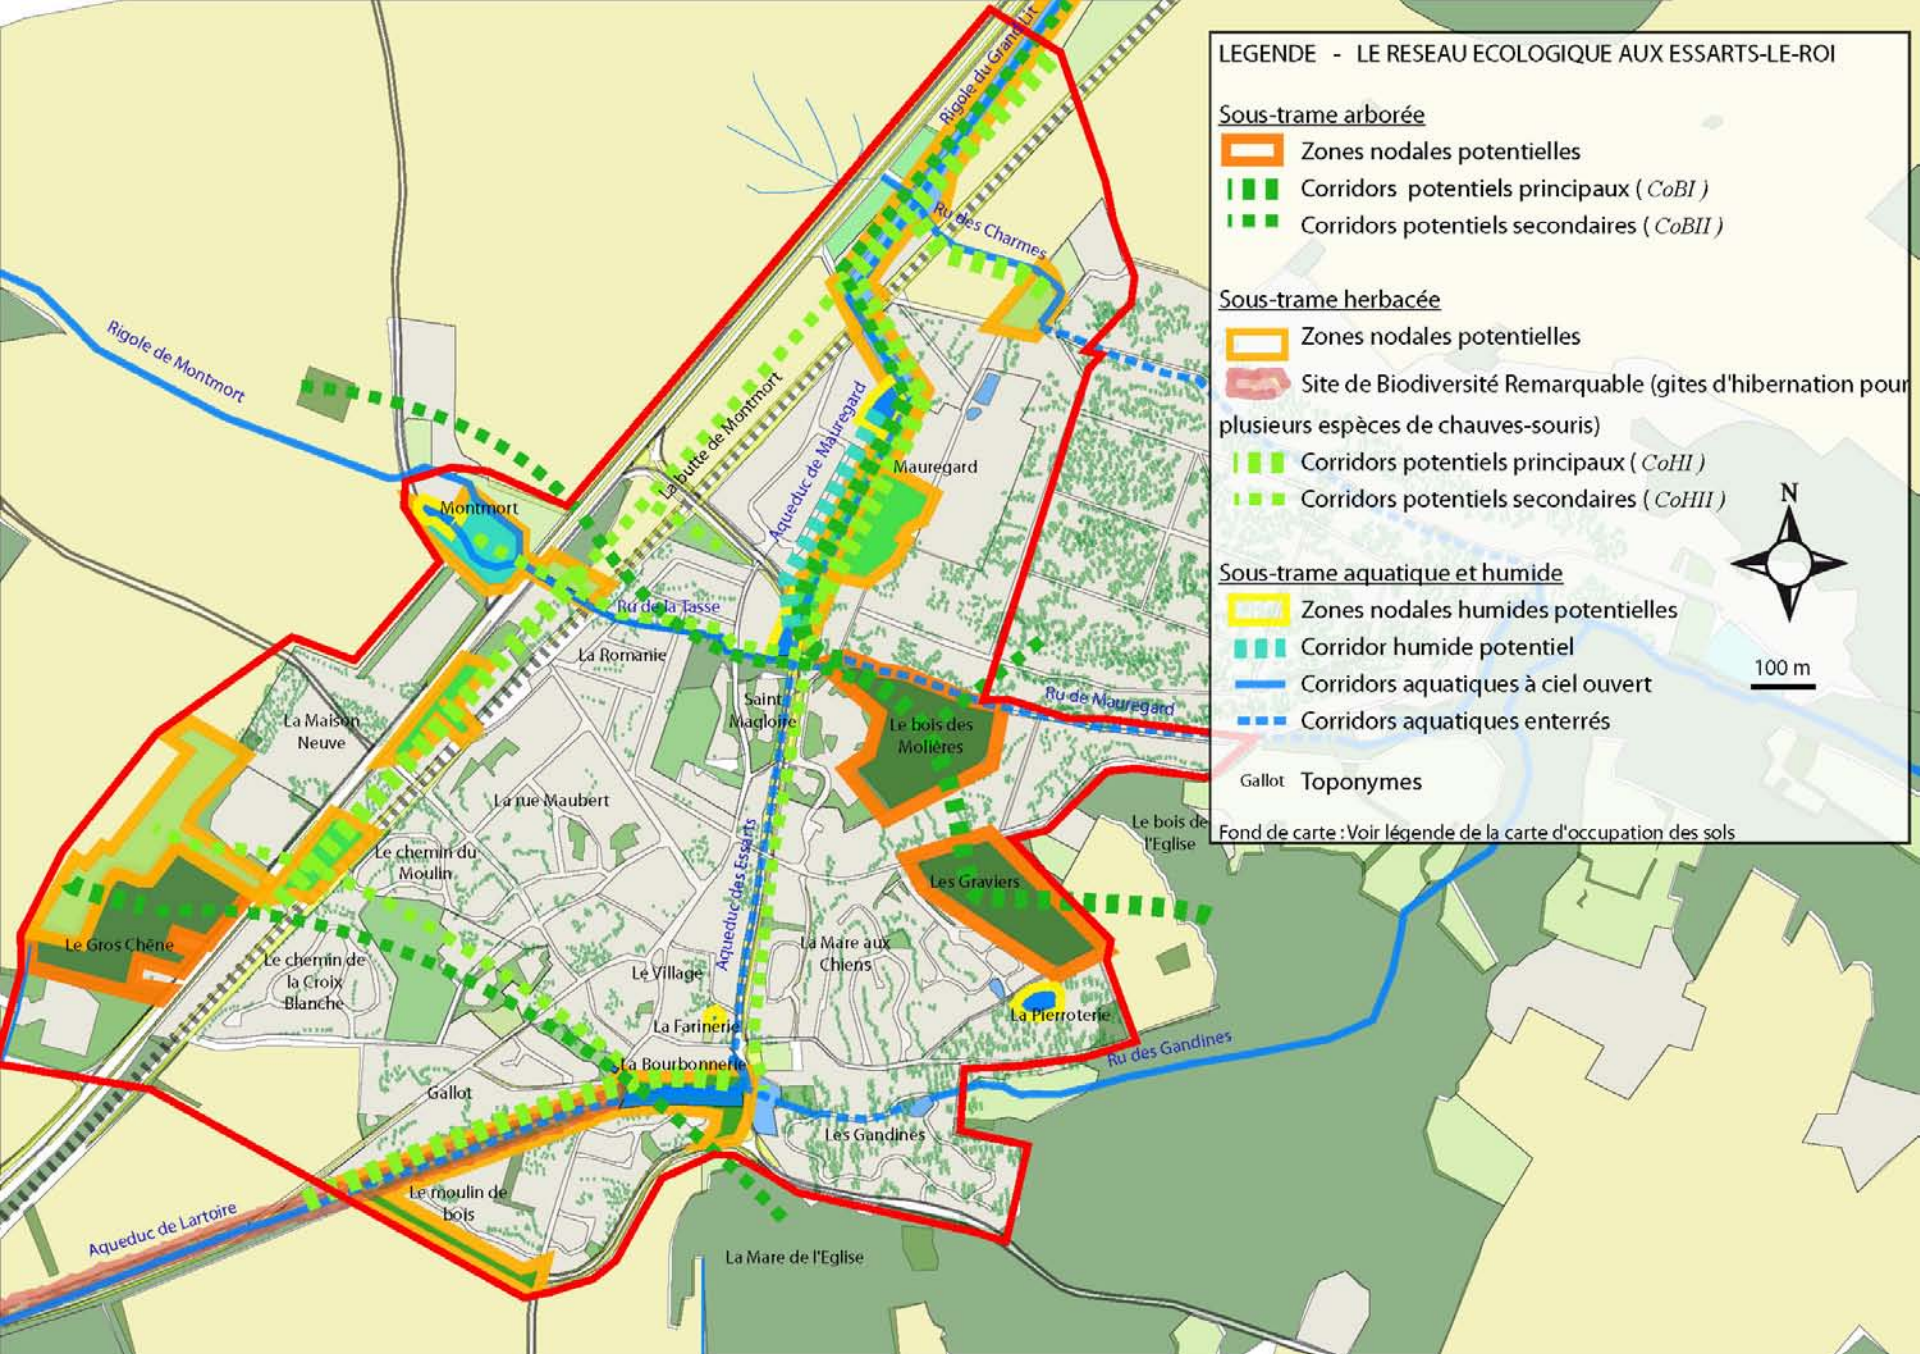 LEGENDE - LE RESEAU ECOLOGIQUE AUX ESSARTS-LE-ROI
Sous-trame arborée
Zones nodales potentielles
Corridors potentiels principaux ( CoBI )
Corridors potentiels secondaires ( CoBII )
Sous-trame herbacée
Zones nodales potentielles
Site de Biodiversité Remarquable (gites d'hibernation pour
plusieurs espèces de chauves-souris)
Corridors potentiels principaux ( CoHI )
Corridors potentiels secondaires ( CoHII )
Sous-trame aquatique et humide
Zones nodales humides potentielles
Corridor humide potentiel
Corridors aquatiques à ciel ouvert
Corridors aquatiques enterrés
Gallot Toponymes
Fond de carte : Voir légende de la carte d'occupation des sols
N
100 m
Rigole du Grand Lit
Ru des Charmes
Rigole de Montmort
La butte de Montmort
Aqueduc de Mauregard
Mauregard
Montmort
Ru de la Tasse
La Romanie
Saint
Magloire
Ru de Mauregard
Le bois des
Molières
La Maison
Neuve
La rue Maubert
Le chemin du
Moulin
Aqueduc des Essarts
Le bois de
l'Eglise
Les Graviers
Le Gros Chêne
Le chemin de
la Croix
Blanche
Le Village
La Mare aux
Chiens
La Farinerie
La Pierroterie
Ru des Gandines
La Bourbonnerie
Gallot
Les Gandines
Le moulin de
bois
Aqueduc de Lartoire
La Mare de l'Eglise